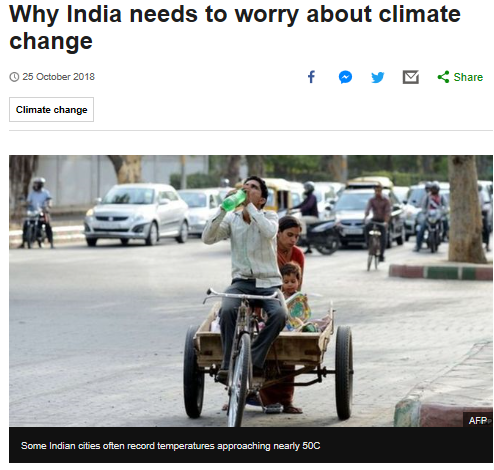 Why India needs to worry about climate
change
25 October 2018
Share
Climate change
AFP
Some Indian cities often record temperatures approaching nearly 50C